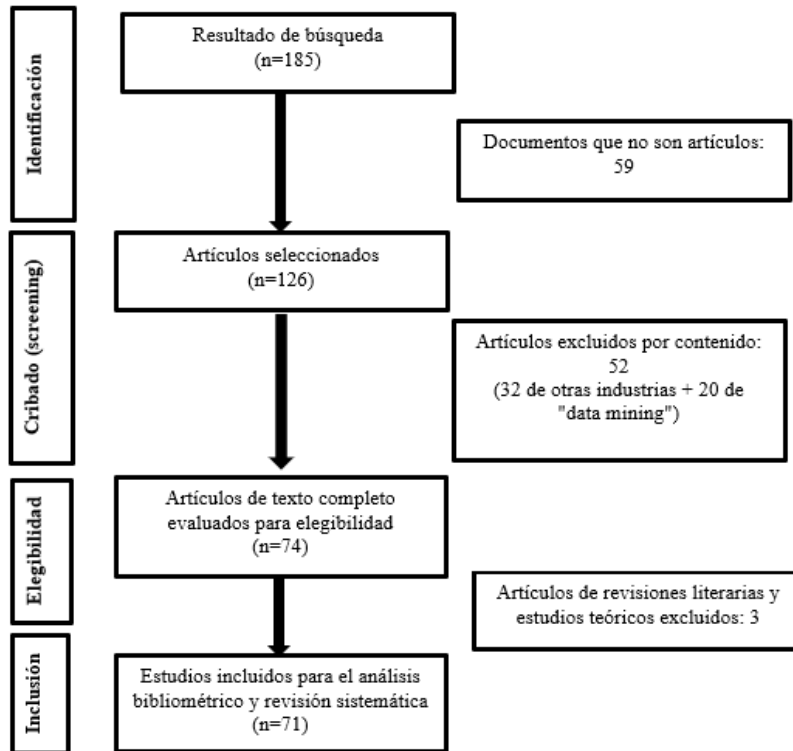 Identificación
Resultado de búsqueda
(n=185)
Documentos que no son artículos:
59
Cribado (screening)
Artículos seleccionados
(n=126)
Artículos excluidos por contenido:
52
(32 de otras industrias + 20 de
"data mining")
Elegibilidad
Artículos de texto completo
evaluados para elegibilidad
(n=74)
Artículos de revisiones literarias y
estudios teóricos excluidos: 3
Inclusión
Estudios incluidos para el análisis
bibliométrico y revisión sistemática
(n=71)